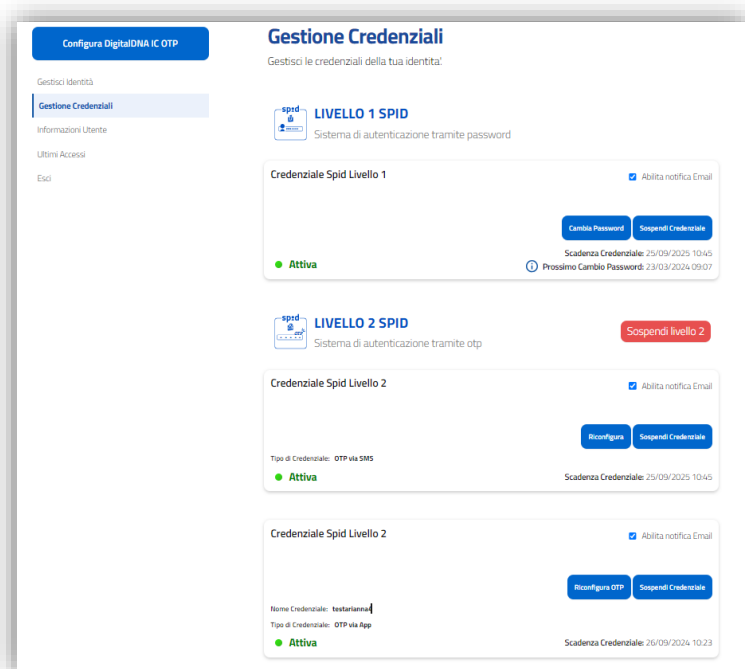 Configura DigitalDNA IC OTP
Gestisci Identità
Gestione Credenziali
Informazioni Utente
Ultimi Accessi
Esci
Gestione Credenziali
Gestisci le credenziali della tua identita'.
spid
LIVELLO 1 SPID
Sistema di autenticazione tramite password
Credenziale Spid Livello 1
Abilita notifica Email
Cambia Password
Sospendi Credenziale
Scadenza Credenziale: 25/09/2025 10:45
Attiva
Prossimo Cambio Password: 23/03/2024 09:07
spid
LIVELLO 2 SPID
Sistema di autenticazione tramite otp
Sospendi livello 2
Credenziale Spid Livello 2
Abilita notifica Email
Riconfigura
Sospendi Credenziale
Tipo di Credenziale: OTP via SMS
Attiva
Scadenza Credenziale: 25/09/2025 10:45
Credenziale Spid Livello 2
Abilita notifica Email
Riconfigura OTP
Sospendi Credenziale
Nome Credenziale: testarianna4
Tipo di Credenziale: OTP via App
Attiva
Scadenza Credenziale: 26/09/2024 10:23